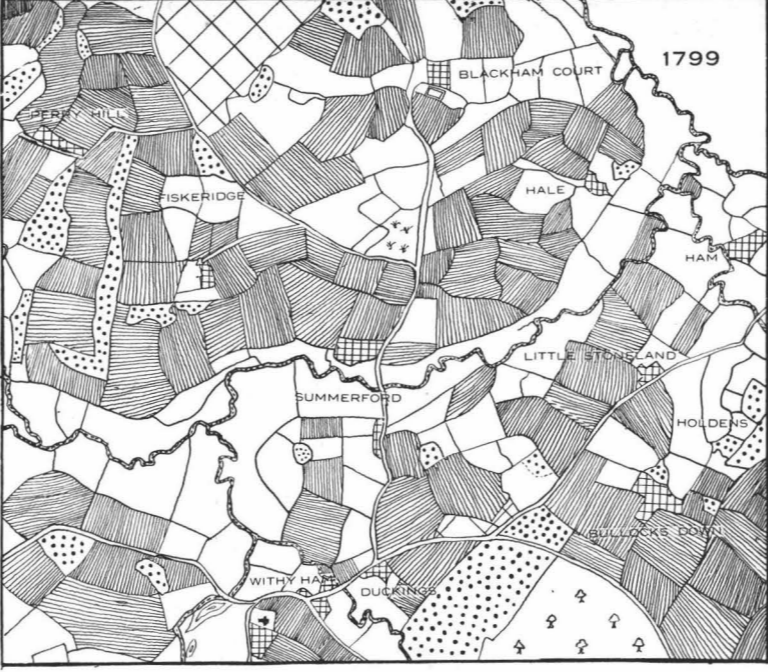 1799
BLACKHAM COURT
PERRY HILL
FISKERIDGE
HALE
HAM
LITTLE STONELAND
SUMMERFORD
HOLDENS
BULLOCKS DOWN
WITHY HAM
DUCKINGS